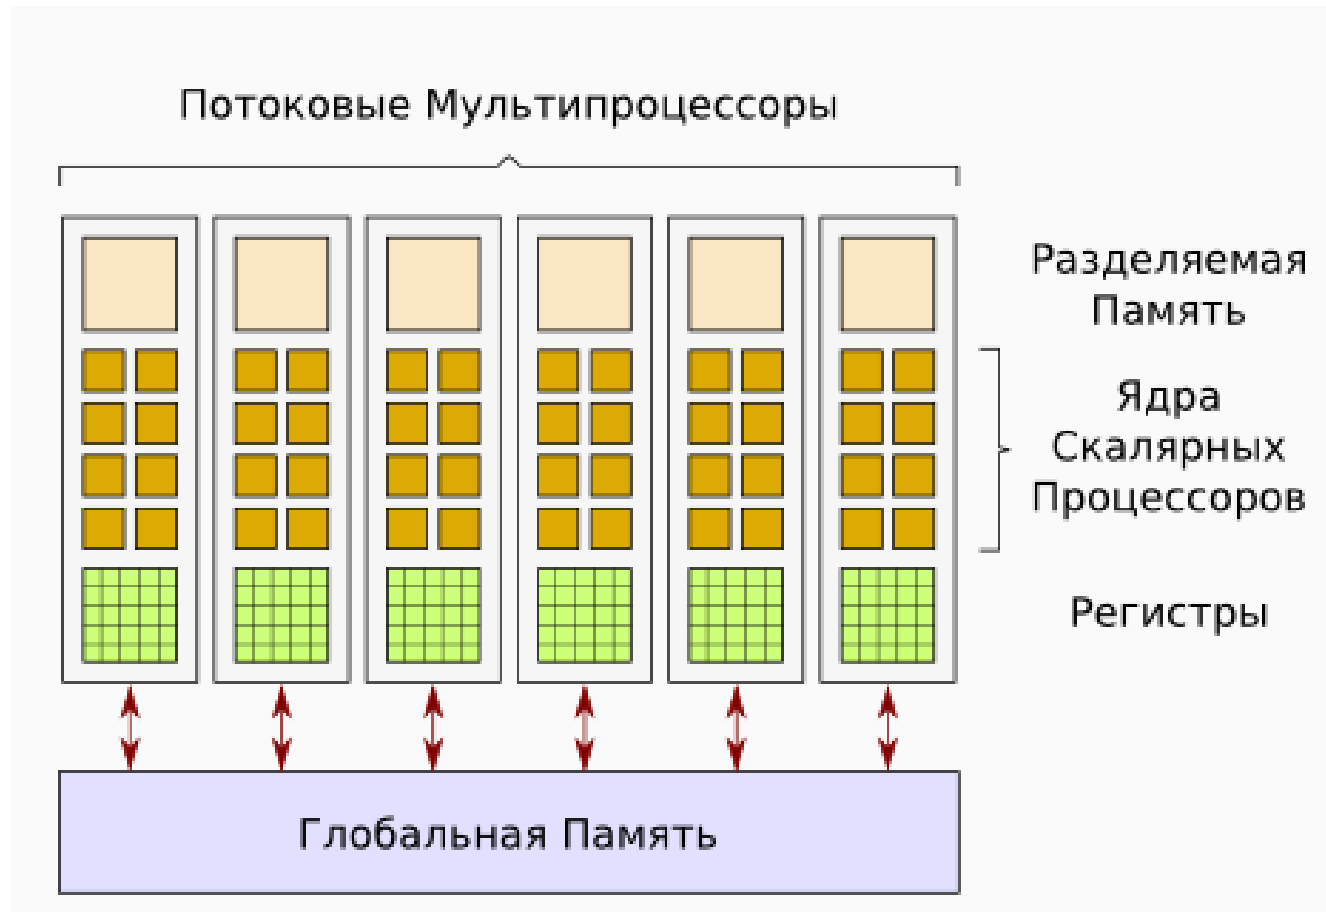 Потоковые Мультипроцессоры
Разделяемая
Память
Ядра
Скалярных
Процессоров
Регистры
Глобальная Память